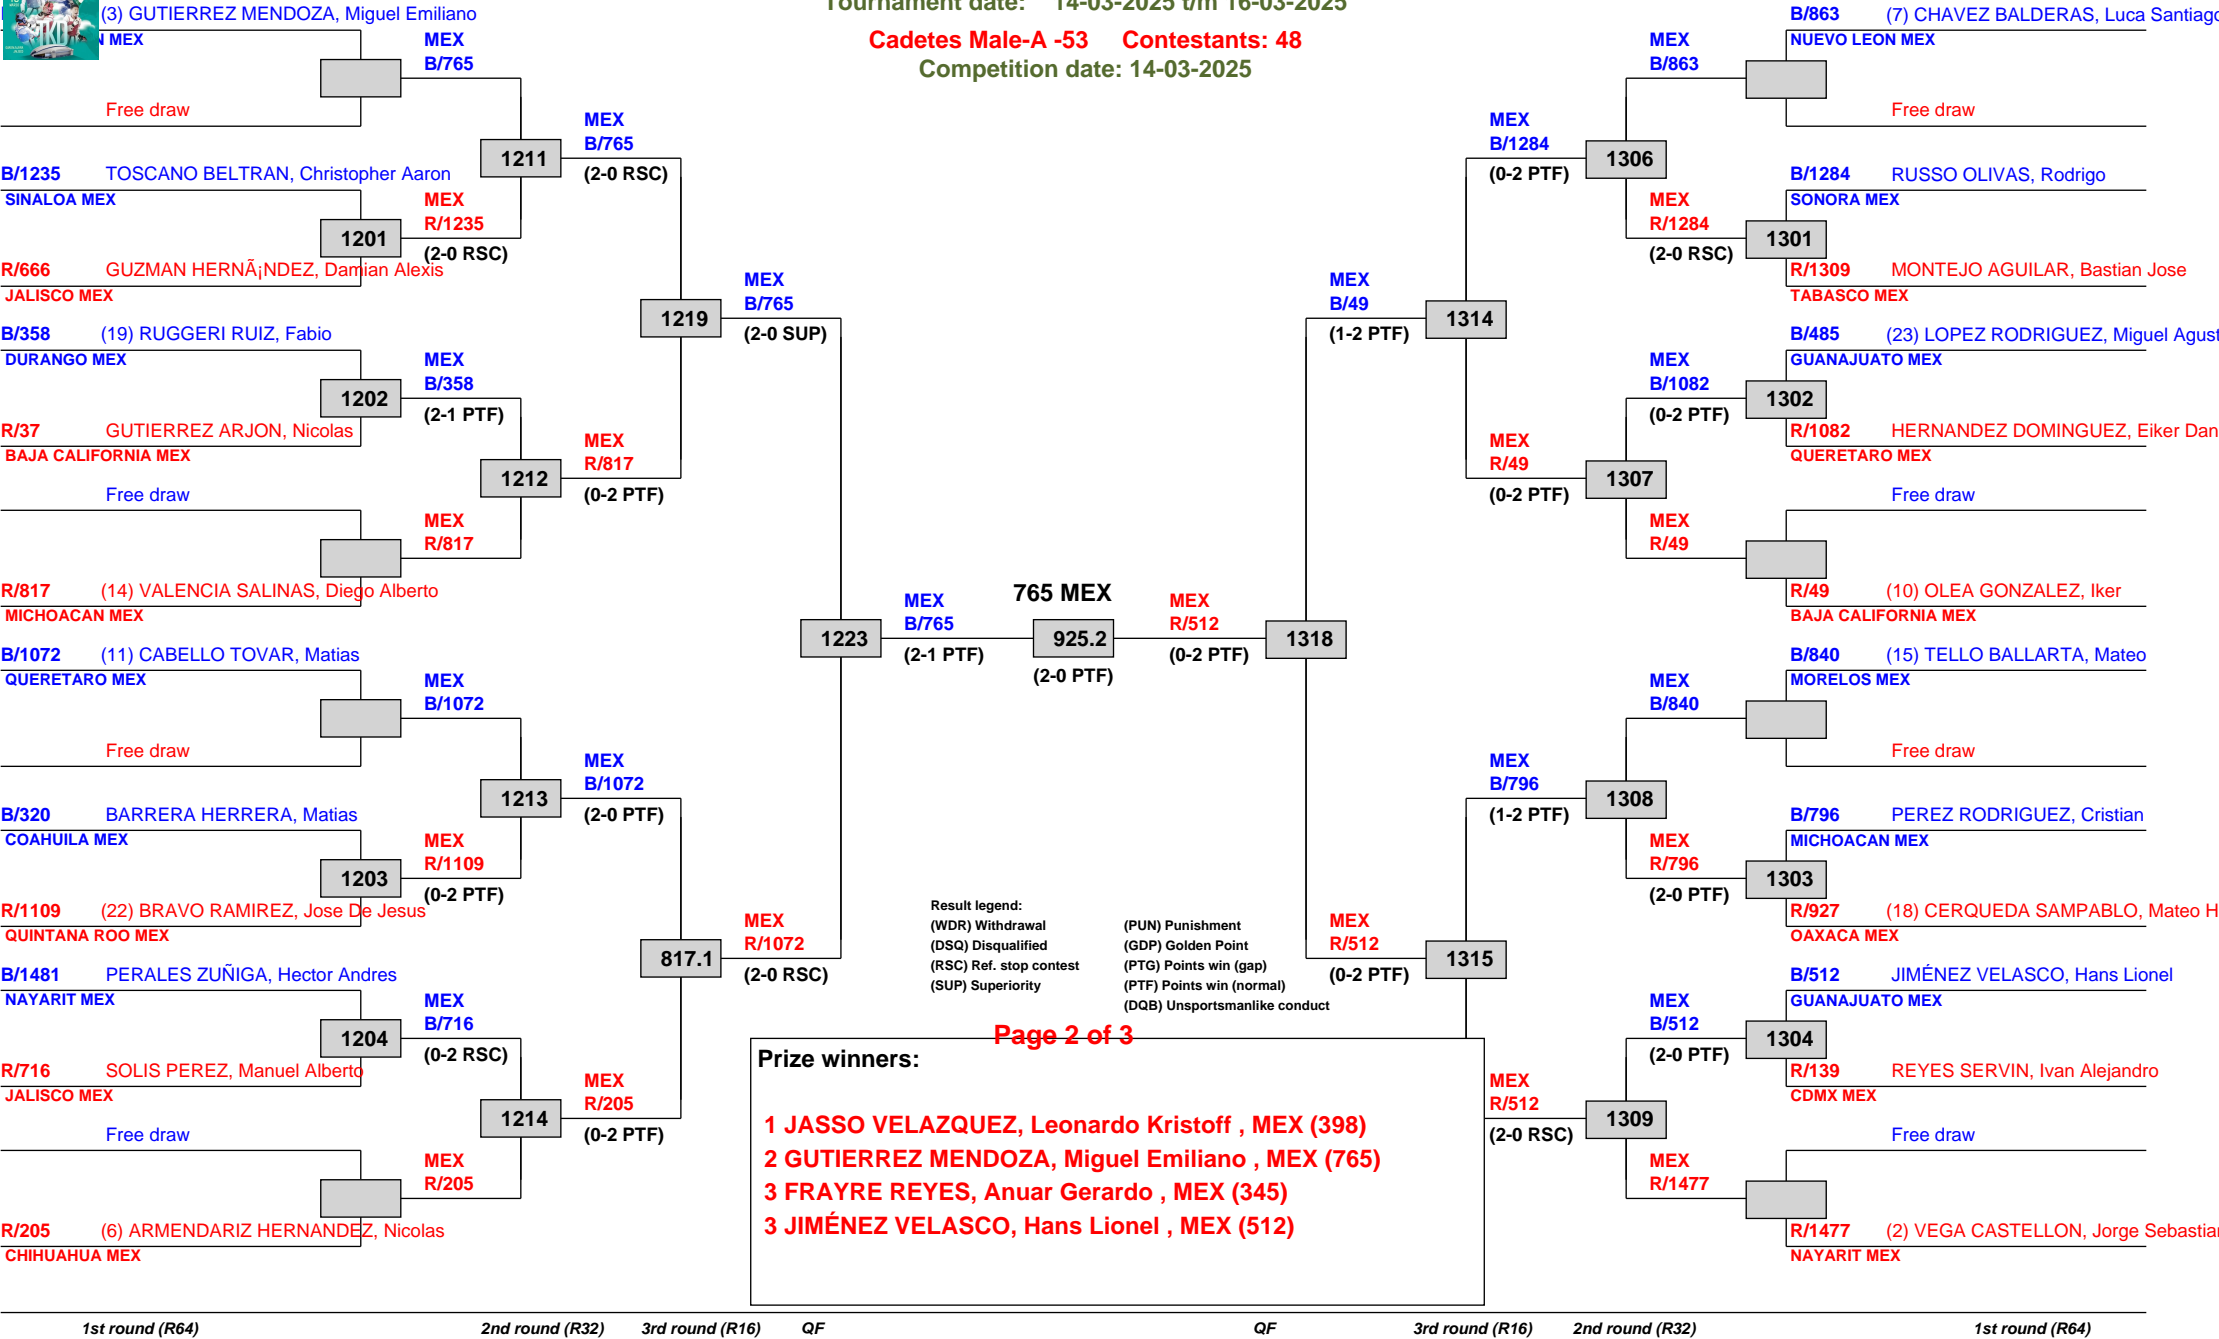 Tournament date: 14-03-2025 t/m 16-03-2025
Cadetes Male-A -53 Contestants: 48
Competition date: 14-03-2025
(3) GUTIERREZ MENDOZA, Miguel Emiliano
N MEX
MEX
B/765
Free draw
1211
MEX
B/765
(2-0 RSC)
B/1235 TOSCANO BELTRAN, Christopher Aaron
SINALOA MEX
1201
MEX
R/1235
(2-0 RSC)
R/666 GUZMAN HERNÃ¡NDEZ, Damian Alexis
JALISCO MEX
1219
MEX
B/765
(2-0 SUP)
B/358 (19) RUGGERI RUIZ, Fabio
DURANGO MEX
1202
MEX
B/358
(2-1 PTF)
R/37 GUTIERREZ ARJON, Nicolas
BAJA CALIFORNIA MEX
1212
MEX
R/817
(0-2 PTF)
Free draw
MEX
R/817
R/817 (14) VALENCIA SALINAS, Diego Alberto
MICHOACAN MEX
1223
MEX
B/765
(2-1 PTF)
B/1072 (11) CABELLO TOVAR, Matias
QUERETARO MEX
MEX
B/1072
Free draw
1213
MEX
B/1072
(2-0 PTF)
B/320 BARRERA HERRERA, Matias
COAHUILA MEX
1203
MEX
R/1109
(0-2 PTF)
R/1109 (22) BRAVO RAMIREZ, Jose De Jesus
QUINTANA ROO MEX
817.1
MEX
R/1072
(2-0 RSC)
B/1481 PERALES ZUÑIGA, Hector Andres
NAYARIT MEX
1204
MEX
B/716
(0-2 RSC)
R/716 SOLIS PEREZ, Manuel Alberto
JALISCO MEX
1214
MEX
R/205
(0-2 PTF)
Free draw
MEX
R/205
R/205 (6) ARMENDARIZ HERNANDEZ, Nicolas
CHIHUAHUA MEX
765 MEX
925.2
(2-0 PTF)
MEX
R/512
(0-2 PTF)
1318
B/863 (7) CHAVEZ BALDERAS, Luca Santiago
NUEVO LEON MEX
MEX
B/863
Free draw
MEX
B/1284
(0-2 PTF)
1306
B/1284 RUSSO OLIVAS, Rodrigo
SONORA MEX
MEX
R/1284
(2-0 RSC)
1301
R/1309 MONTEJO AGUILAR, Bastian Jose
TABASCO MEX
MEX
B/49
(1-2 PTF)
1314
B/485 (23) LOPEZ RODRIGUEZ, Miguel Agust
GUANAJUATO MEX
MEX
B/1082
(0-2 PTF)
1302
R/1082 HERNANDEZ DOMINGUEZ, Eiker Dan
QUERETARO MEX
MEX
R/49
(0-2 PTF)
1307
Free draw
MEX
R/49
R/49 (10) OLEA GONZALEZ, Iker
BAJA CALIFORNIA MEX
B/840 (15) TELLO BALLARTA, Mateo
MORELOS MEX
MEX
B/840
Free draw
MEX
B/796
(1-2 PTF)
1308
B/796 PEREZ RODRIGUEZ, Cristian
MICHOACAN MEX
MEX
R/796
(2-0 PTF)
1303
R/927 (18) CERQUEDA SAMPABLO, Mateo H
OAXACA MEX
MEX
R/512
(0-2 PTF)
1315
B/512 JIMÉNEZ VELASCO, Hans Lionel
GUANAJUATO MEX
MEX
B/512
(2-0 PTF)
1304
R/139 REYES SERVIN, Ivan Alejandro
CDMX MEX
MEX
R/512
(2-0 RSC)
1309
Free draw
MEX
R/1477
R/1477 (2) VEGA CASTELLON, Jorge Sebastia
NAYARIT MEX
Result legend:
(WDR) Withdrawal (PUN) Punishment
(DSQ) Disqualified (GDP) Golden Point
(RSC) Ref. stop contest (PTG) Points win (gap)
(SUP) Superiority (PTF) Points win (normal)
(DQB) Unsportsmanlike conduct
Page 2 of 3
Prize winners:
1 JASSO VELAZQUEZ, Leonardo Kristoff , MEX (398)
2 GUTIERREZ MENDOZA, Miguel Emiliano , MEX (765)
3 FRAYRE REYES, Anuar Gerardo , MEX (345)
3 JIMÉNEZ VELASCO, Hans Lionel , MEX (512)
1st round (R64) 2nd round (R32) 3rd round (R16) QF QF 3rd round (R16) 2nd round (R32) 1st round (R64)